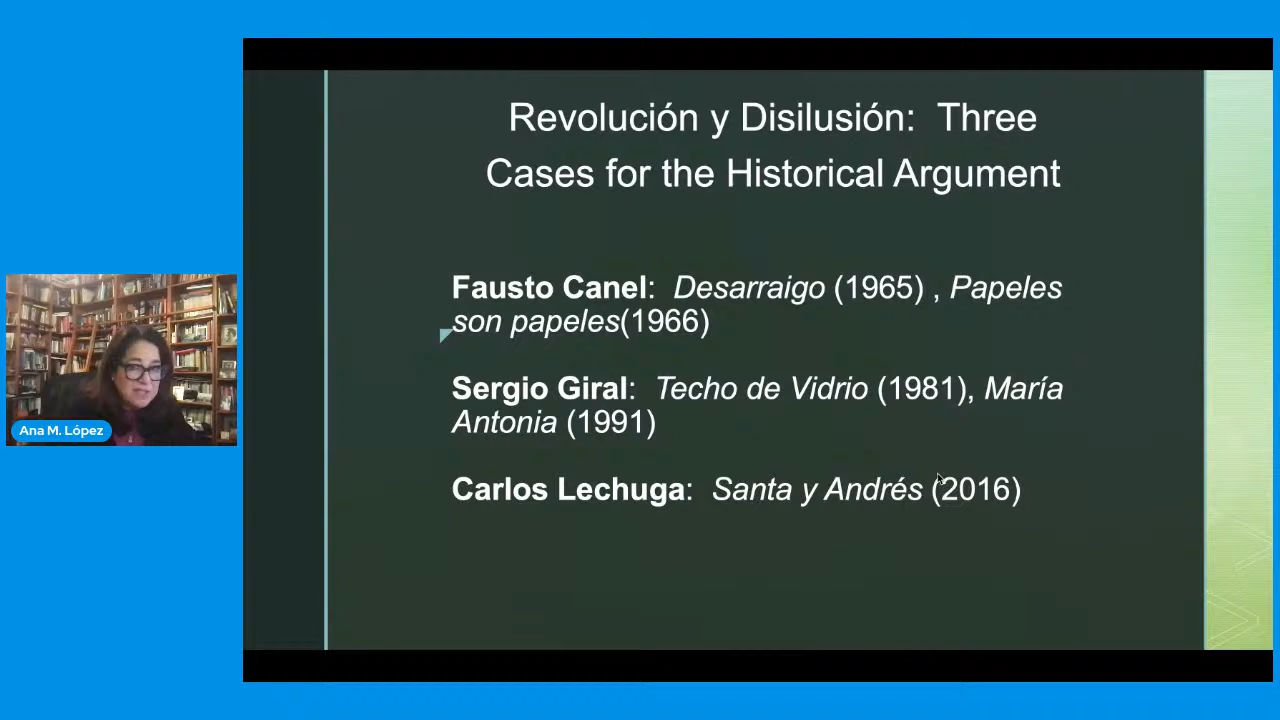 Revolución y Disilusión: Three
Cases for the Historical Argument
Fausto Canel: Desarraigo (1965) , Papeles
son papeles(1966)
Sergio Giral: Techo de Vidrio (1981), María
Antonia (1991)
Carlos Lechuga: Santa y Andrés (2016)
Ana M. López